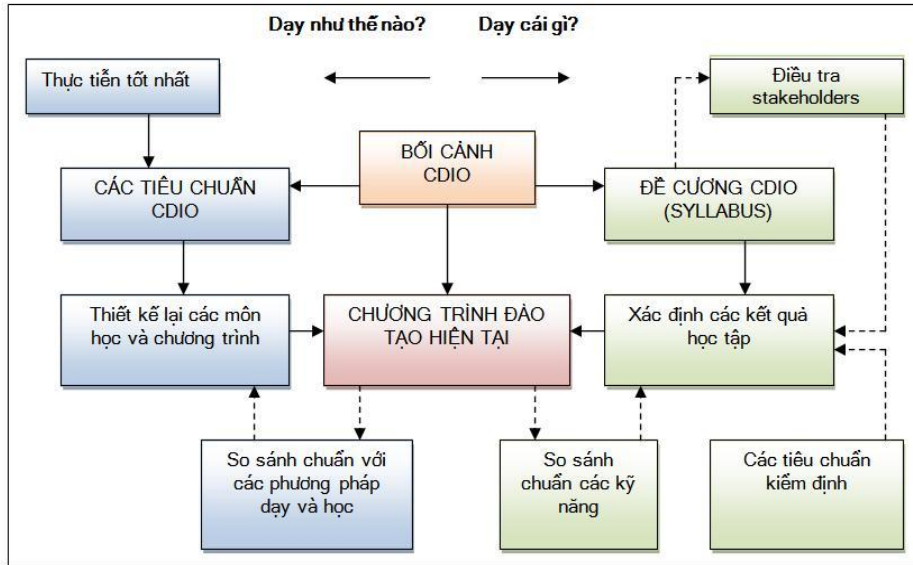 Dạy như thế nào? Dạy cái gì?
Thực tiễn tốt nhất
Điều tra
stakeholders
BỐI CẢNH
CDIO
CÁC TIÊU CHUẨN
CDIO
ĐỀ CƯƠNG CDIO
(SYLLABUS)
Thiết kế lại các môn
học và chương trình
CHƯƠNG TRÌNH ĐÀO
TẠO HIỆN TẠI
Xác định các kết quả
học tập
So sánh chuẩn với
các phương pháp
dạy và học
So sánh
chuẩn các kỹ
năng
Các tiêu chuẩn
kiểm định